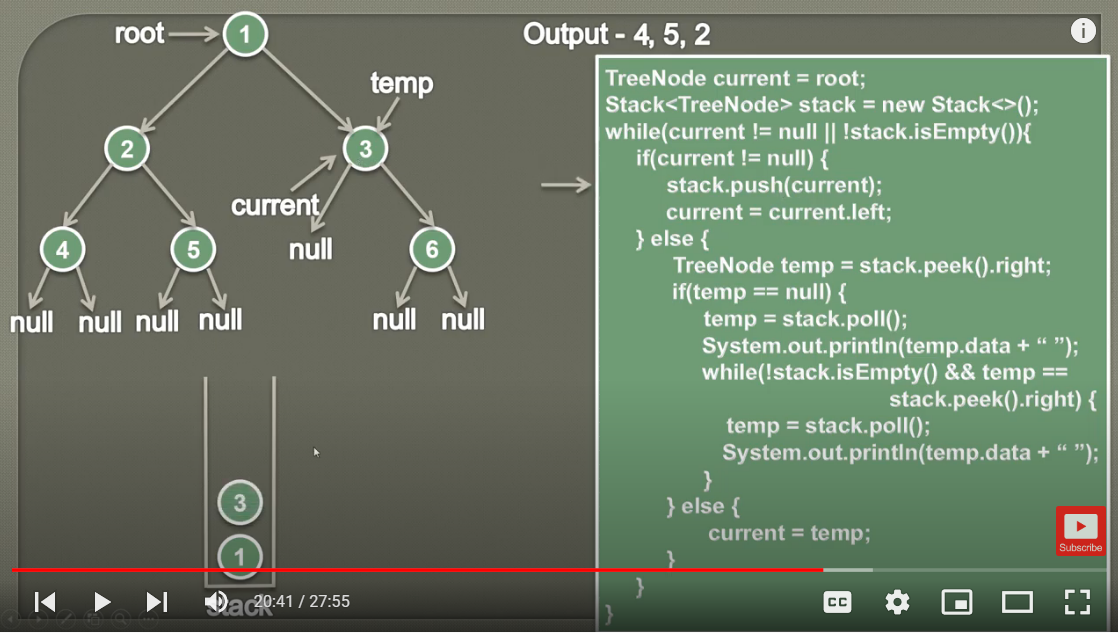 root
1
Output - 4, 5, 2
temp
2
3
current
null
4
5
6
null
null
null
null
null
null
3
1
stack
TreeNode current = root;
Stack<TreeNode> stack = new Stack<>();
while(current != null || !stack.isEmpty()){
if(current != null) {
stack.push(current);
current = current.left;
} else {
TreeNode temp = stack.peek().right;
if(temp == null) {
temp = stack.poll();
System.out.println(temp.data + “ ”);
while(!stack.isEmpty() && temp ==
stack.peek().right) {
temp = stack.poll();
System.out.println(temp.data + “ ”);
}
} else {
current = temp;
}
}
}
Subscribe
20:41 / 27:55
CC
i